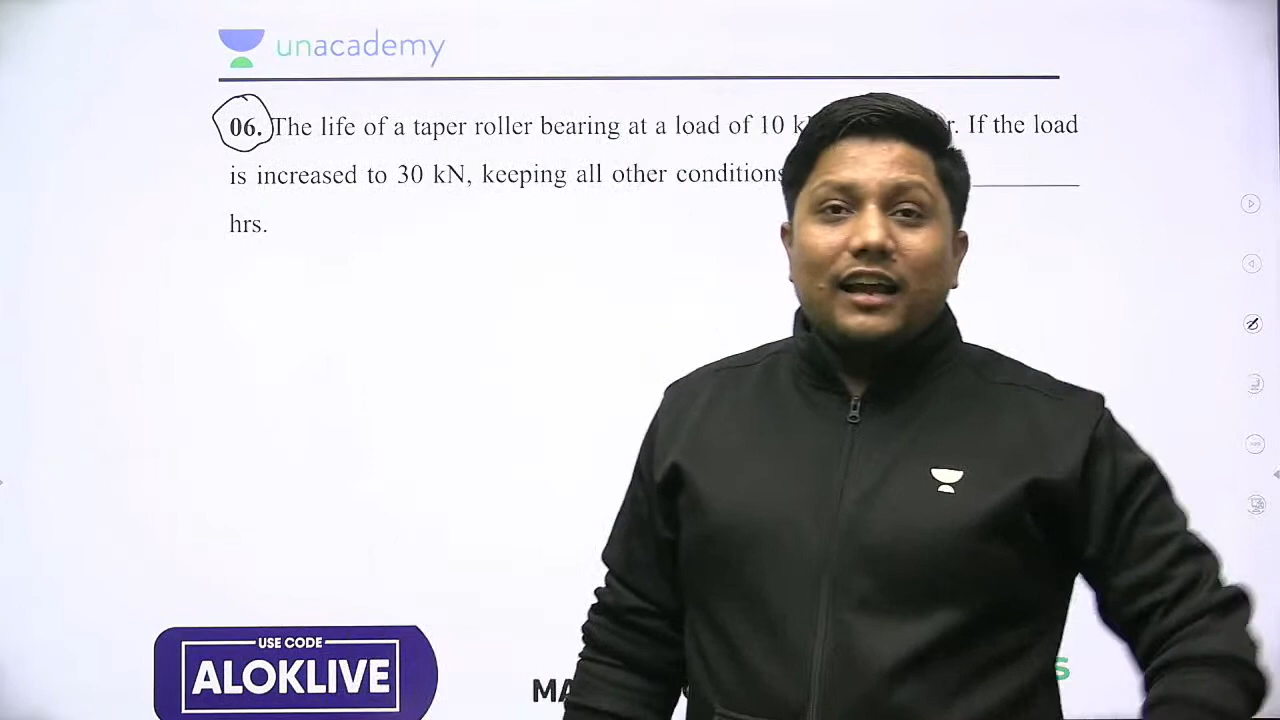 unacademy
06. The life of a taper roller bearing at a load of 10 If the load
is increased to 30 kN, keeping all other conditions
hrs.
USE CODE
ALOKLIVE